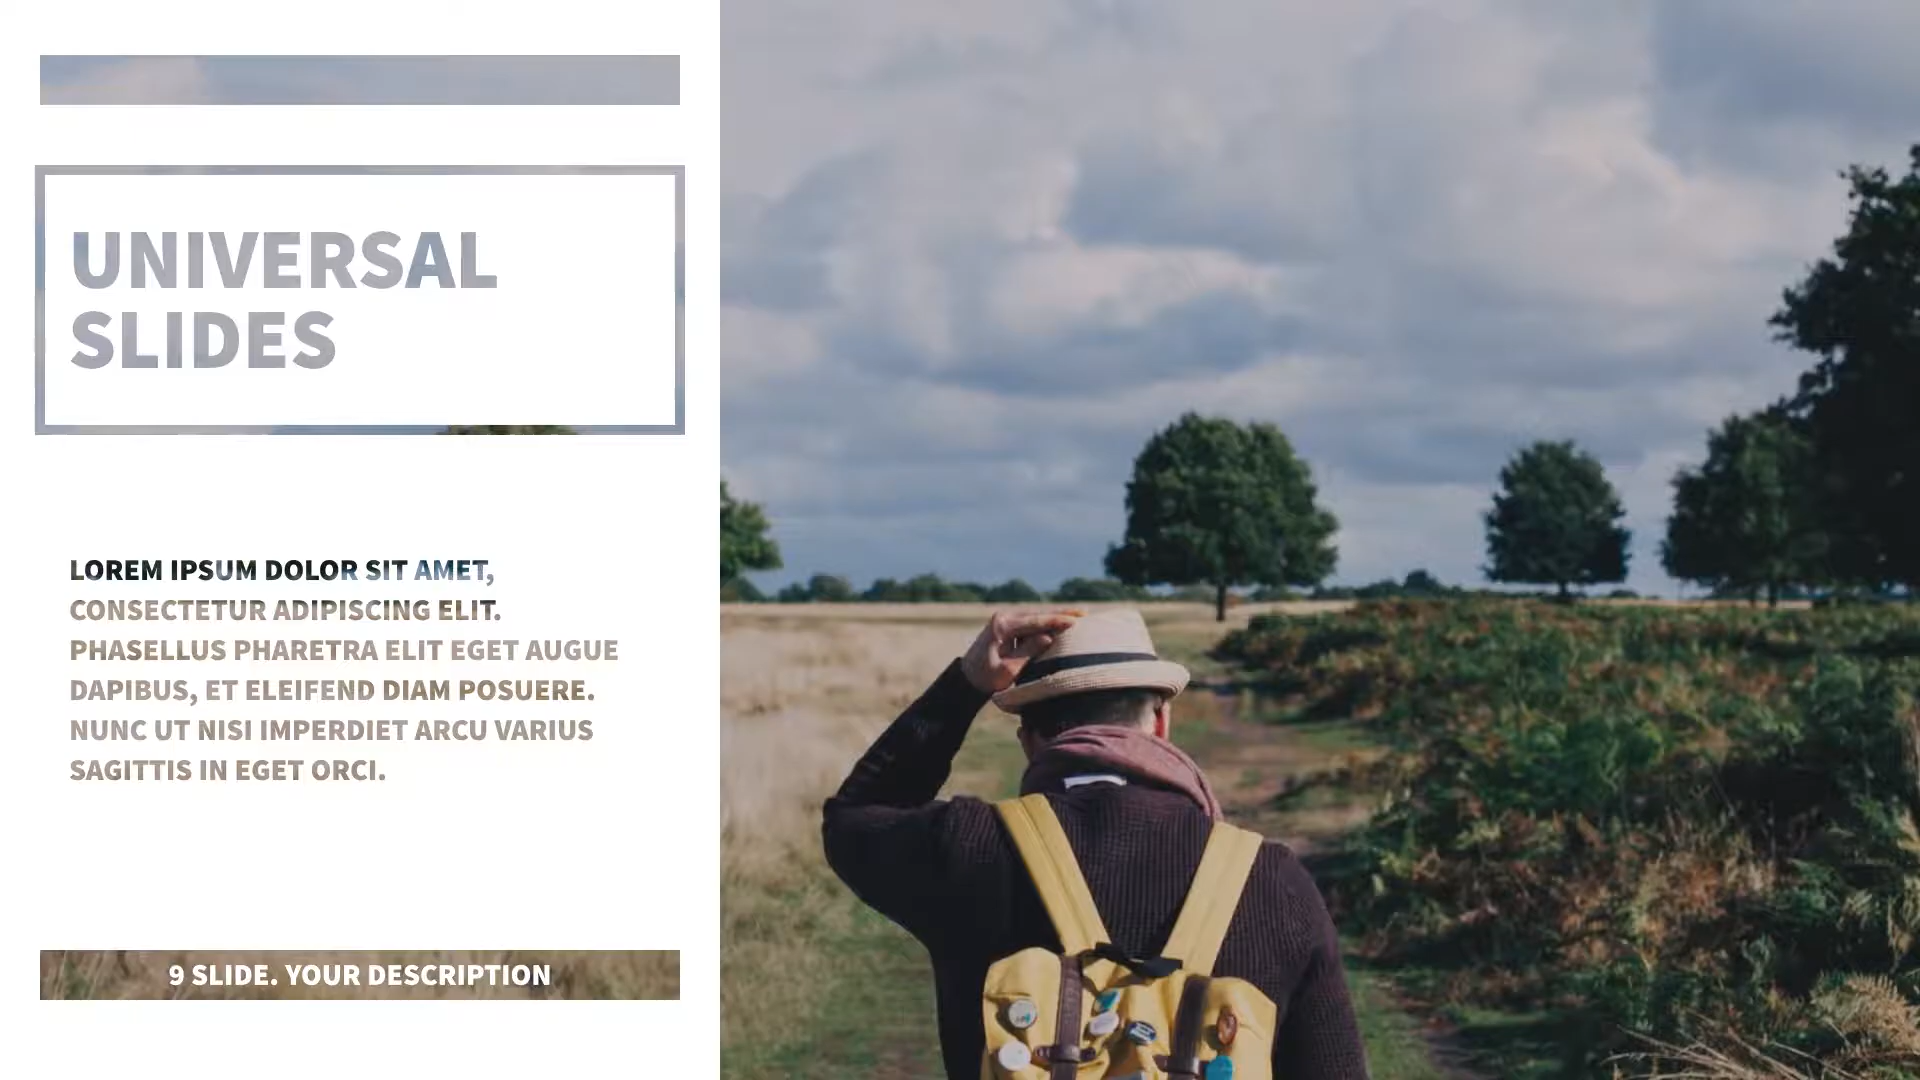 UNIVERSAL
SLIDES
LOREM IPSUM DOLOR SIT AMET,
CONSECTETUR ADIPISCING ELIT.
PHASELLUS PHARETRA ELIT EGET AUGUE
DAPIBUS, ET ELEIFEND DIAM POSUERE.
NUNC UT NISI IMPERDIET ARCU VARIUS
SAGITTIS IN EGET ORCI.
9 SLIDE. YOUR DESCRIPTION